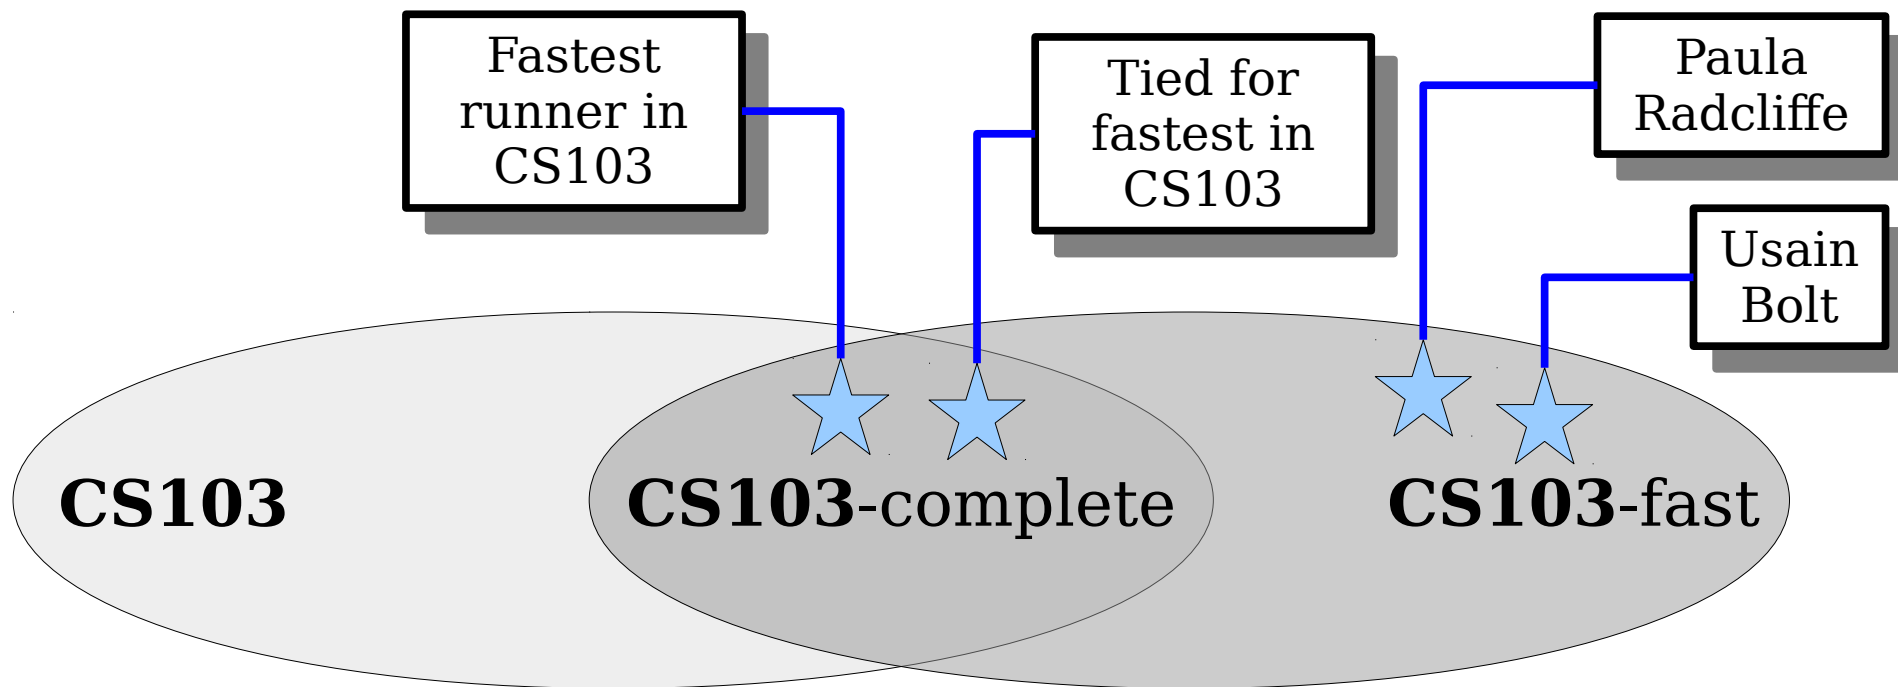 Fastest
runner in
CS103
Tied for
fastest in
CS103
Paula
Radcliffe
Usain
Bolt
CS103
CS103-complete
CS103-fast